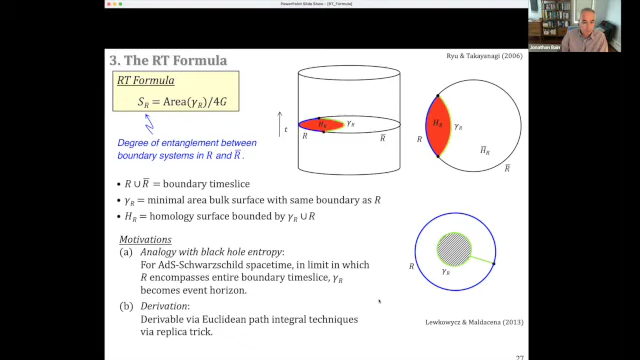 PowerPoint Slide Show - [RT_Formula]
Jonathan Bain
3. The RT Formula
Ryu & Takayanagi (2006)
RT Formula
S_R = Area(γ_R)/4G
Degree of entanglement between
boundary systems in R and R̅.
t
H_R
γ_R
R
R̅
R
H_R
γ_R
H̅_R
R̅
• R ∪ R̅ = boundary timeslice
• γ_R = minimal area bulk surface with same boundary as R
• H_R = homology surface bounded by γ_R ∪ R
Motivations
(a) Analogy with black hole entropy:
For AdS-Schwarzschild spacetime, in limit in which
R encompasses entire boundary timeslice, γ_R
becomes event horizon.
R
γ_R
(b) Derivation:
Derivable via Euclidean path integral techniques
via replica trick.
Lewkowycz & Maldacena (2013)
27